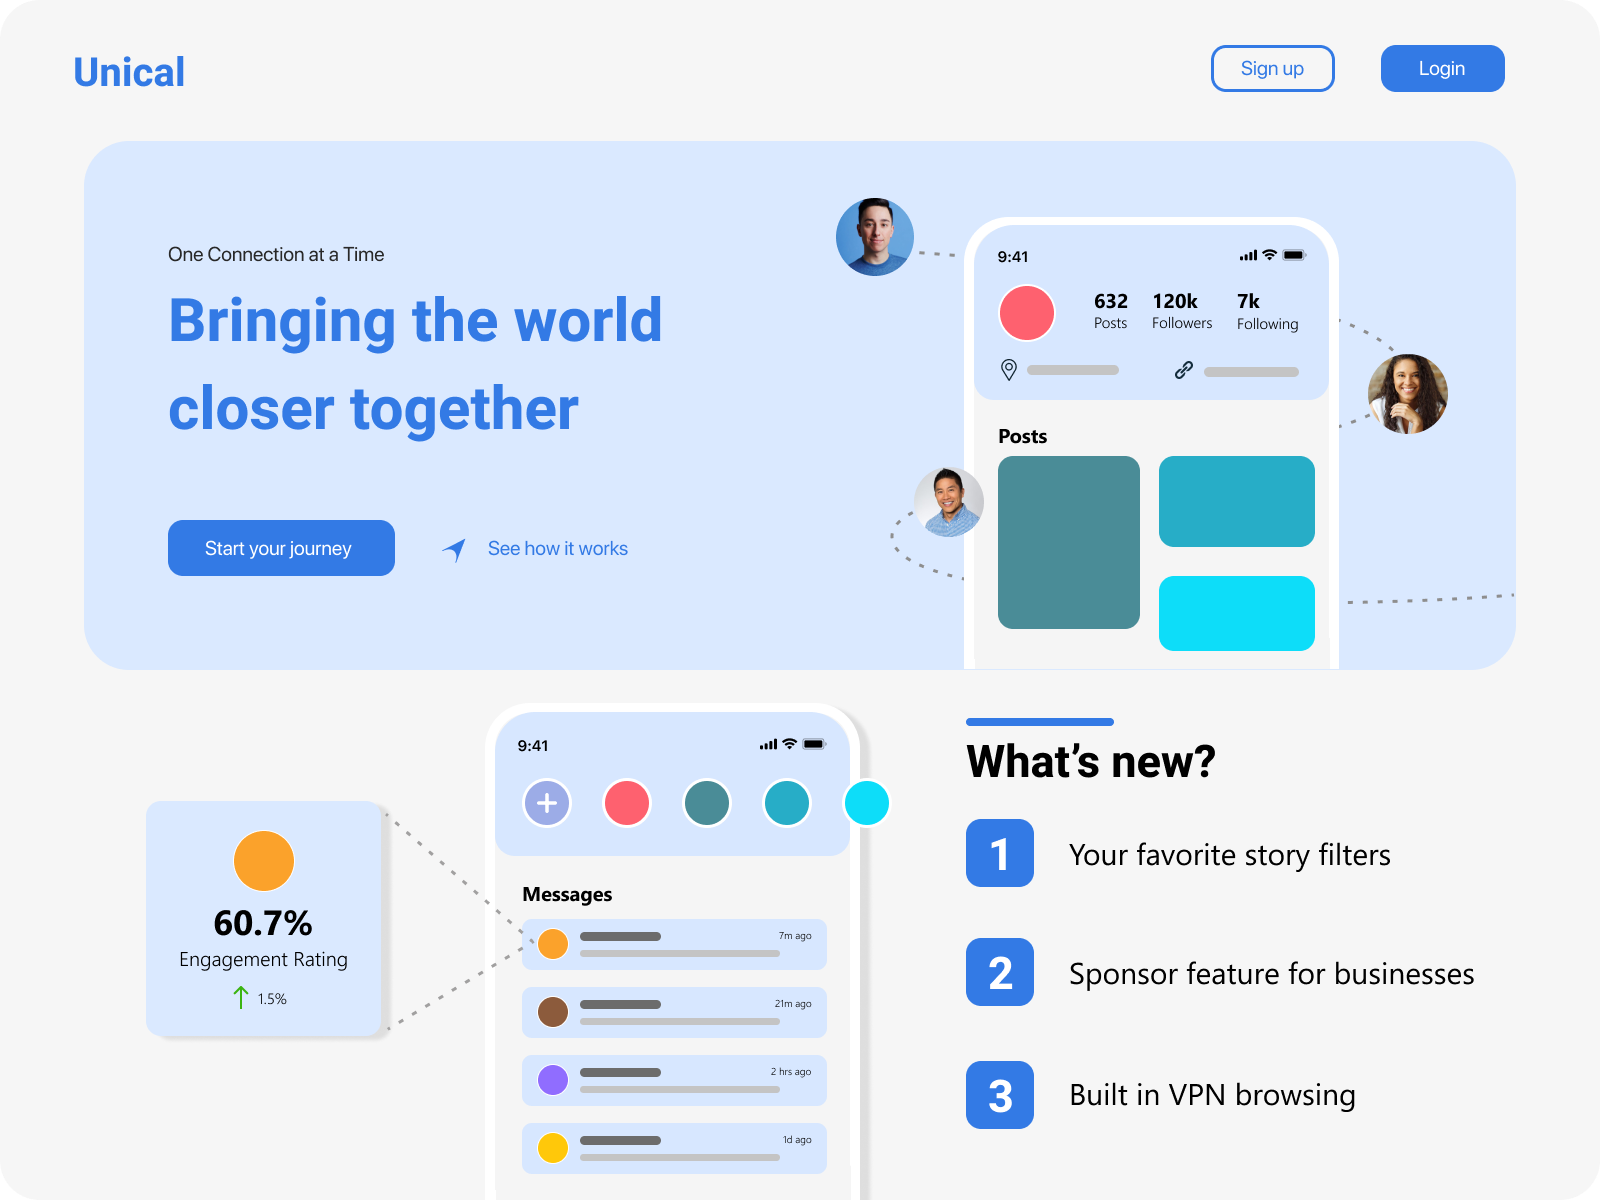 Unical
Sign up
Login
One Connection at a Time
Bringing the world
closer together
Start your journey
See how it works
9:41
632
120k
7k
Posts
Followers
Following
Posts
9:41
Messages
7m ago
21m ago
2 hrs ago
1d ago
60.7%
Engagement Rating
1.5%
What's new?
1
Your favorite story filters
2
Sponsor feature for businesses
3
Built in VPN browsing